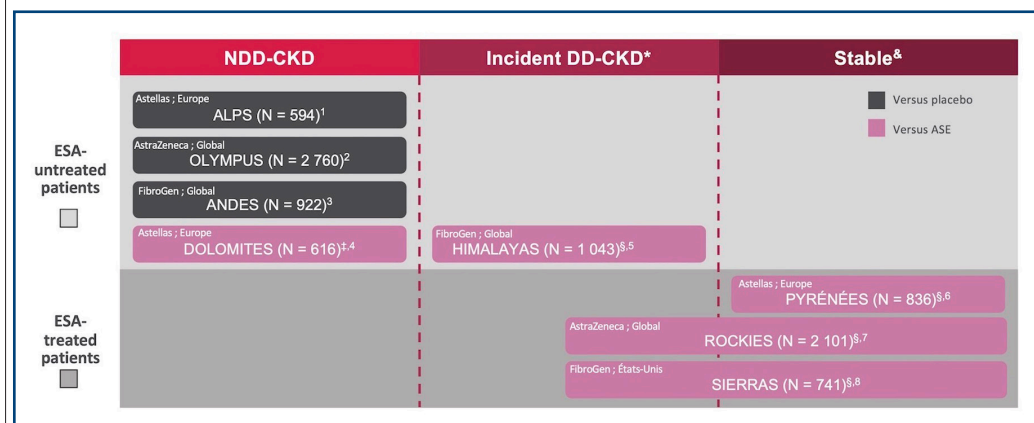 NDD-CKD
Incident DD-CKD*
Stable&
Versus placebo
Versus ASE
ESA-
untreated
patients
Astellas ; Europe
ALPS (N = 594)1
AstraZeneca ; Global
OLYMPUS (N = 2 760)2
FibroGen ; Global
ANDES (N = 922)3
Astellas ; Europe
DOLOMITES (N = 616)‡,4
FibroGen ; Global
HIMALAYAS (N = 1 043)§,5
ESA-
treated
patients
Astellas ; Europe
PYRÉNÉES (N = 836)§,6
AstraZeneca ; Global
ROCKIES (N = 2 101)§,7
FibroGen ; États-Unis
SIERRAS (N = 741)§,8